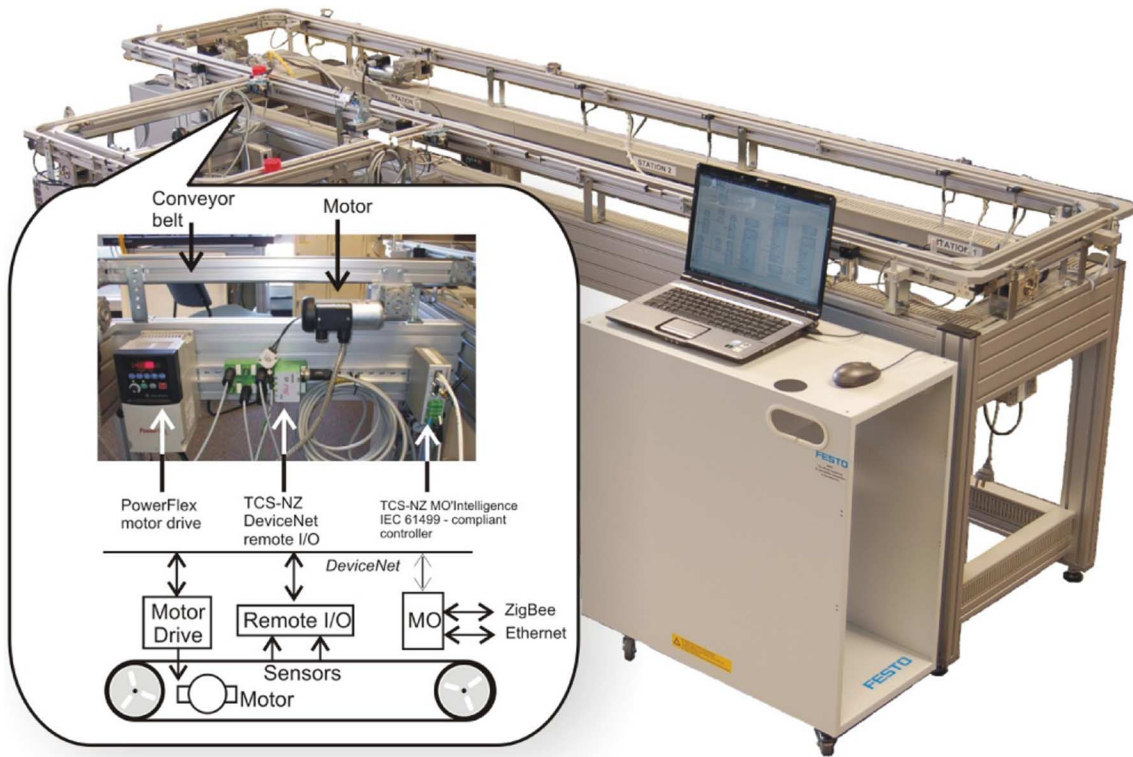 STATION 2
STATION 1
Conveyor
belt
Motor
FESTO
PowerFlex
motor drive
TCS-NZ
DeviceNet
remote I/O
TCS-NZ MO'Intelligence
IEC 61499 - compliant
controller
DeviceNet
Motor
Drive
Remote I/O
MO
ZigBee
Ethernet
Sensors
Motor
FESTO